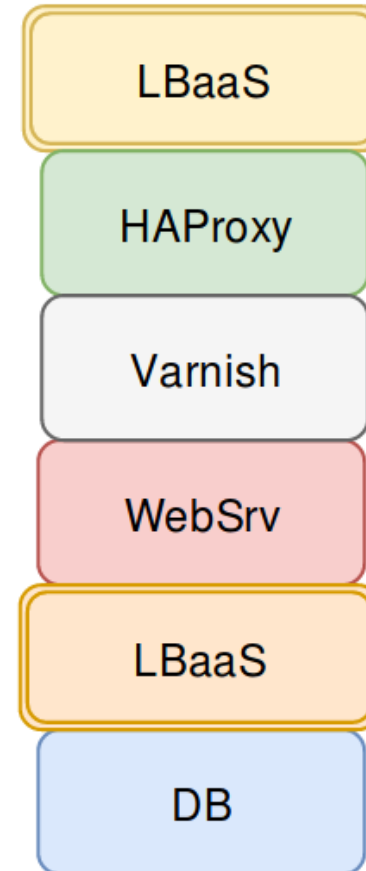 LBaaS
HAProxy
Varnish
WebSrv
LBaaS
DB